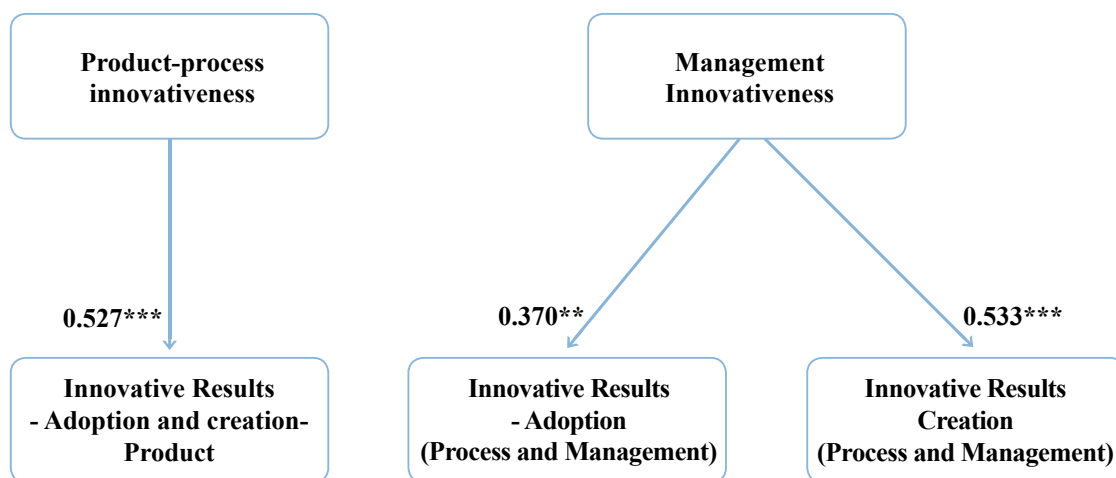 Product-process
innovativeness
Management
Innovativeness
0.527***
0.370**
0.533***
Innovative Results
- Adoption and creation-
Product
Innovative Results
- Adoption
(Process and Management)
Innovative Results
Creation
(Process and Management)